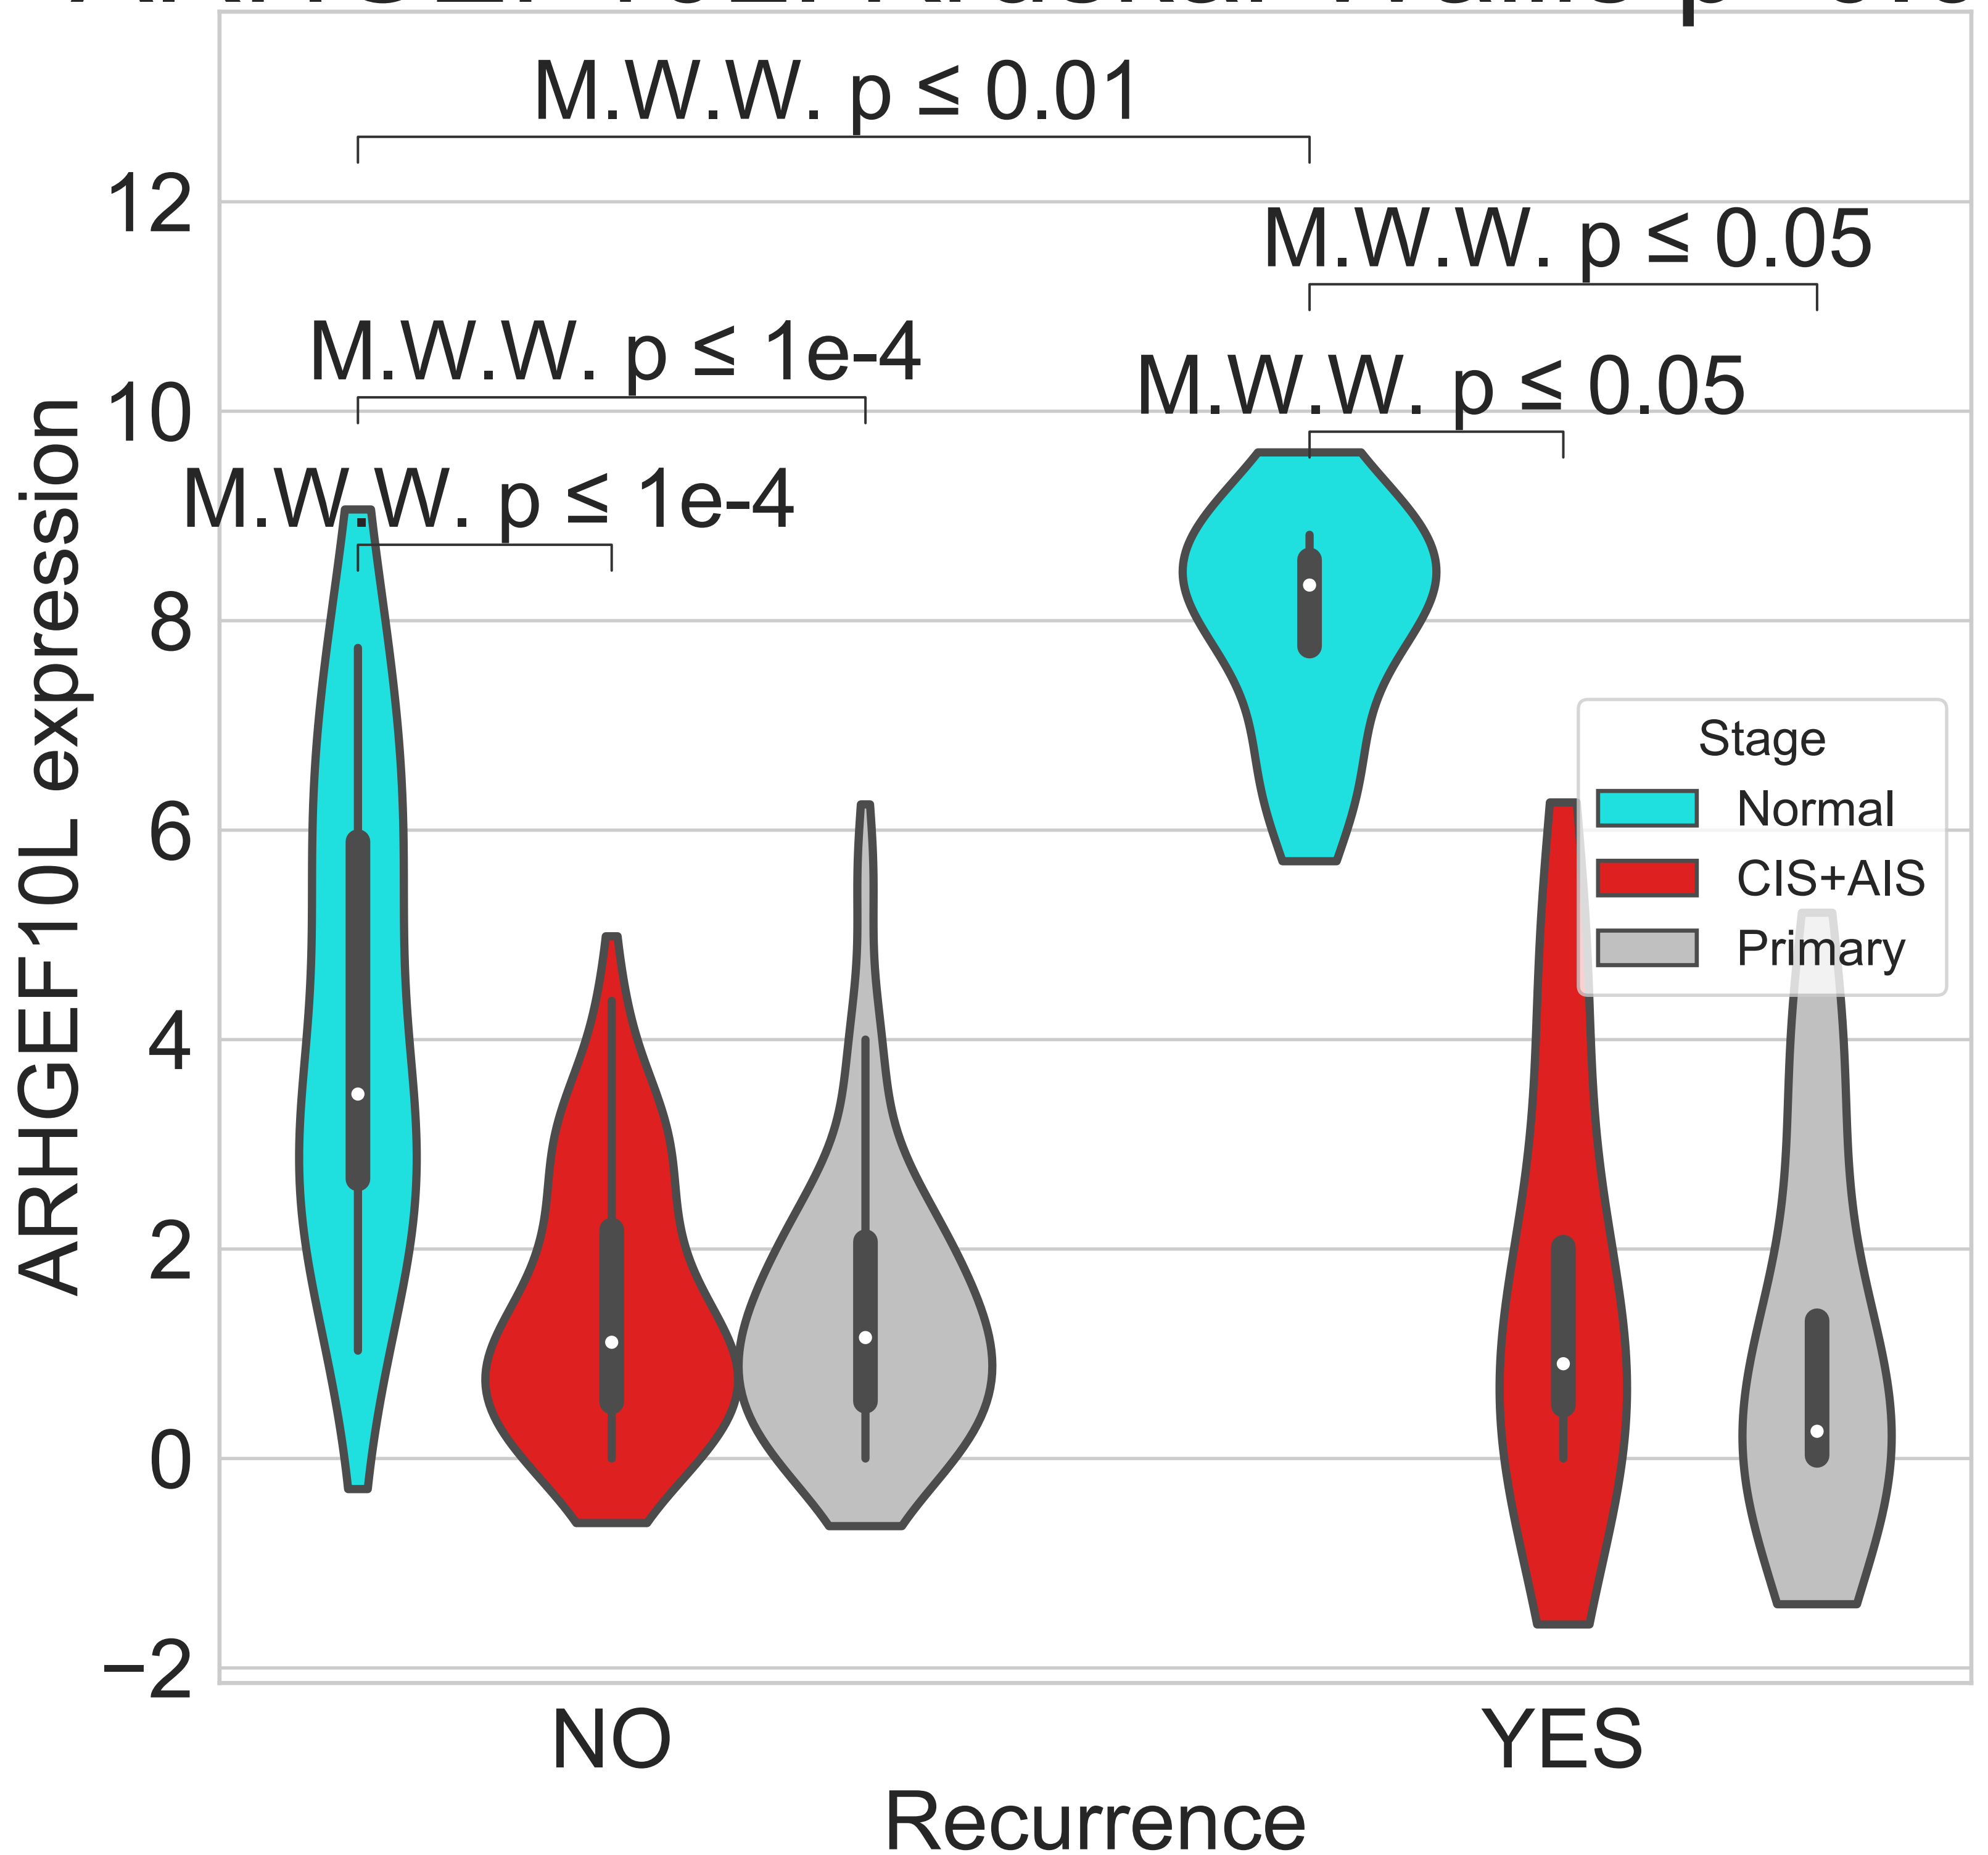 M.W.W. p ≤ 0.01
12
M.W.W. p ≤ 0.05
M.W.W. p ≤ 1e-4
M.W.W. p ≤ 0.05
10
M.W.W. p ≤ 1e-4
ARHGEF10L expression
8
Stage
Normal
6
CIS+AIS
Primary
4
2
0
−2
NO
YES
Recurrence